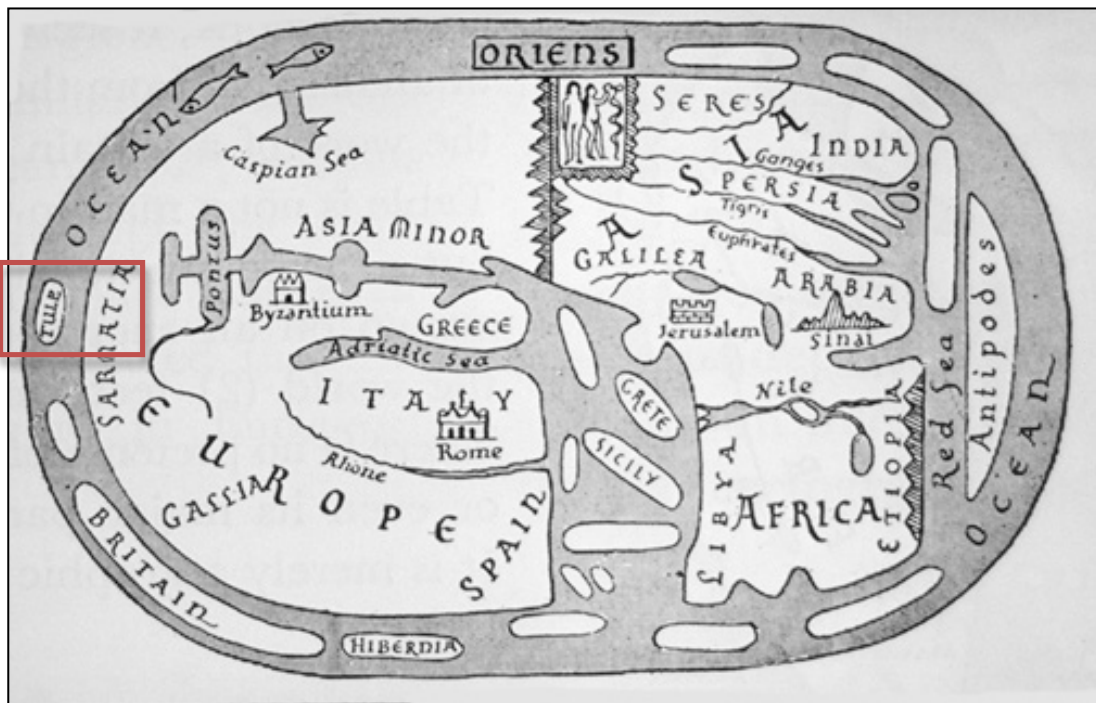 ORIENS
OCEAN
SERES
INDIA
ASIA
Ganges
PERSIA
Tigris
Euphrates
Caspian Sea
ASIA MINOR
Pontus
Byzantium
GREECE
Adriatic Sea
GALILEA
Jerusalem
ARABIA
Sinai
Antipodes
Red Sea
OCEAN
SARMATIA
EUROPE
ITALY
Rome
Rhône
GALLIA
SPAIN
CRETE
SICILY
Nile
LIBYA
AFRICA
ETIOPIA
BRITAIN
HIBERNIA